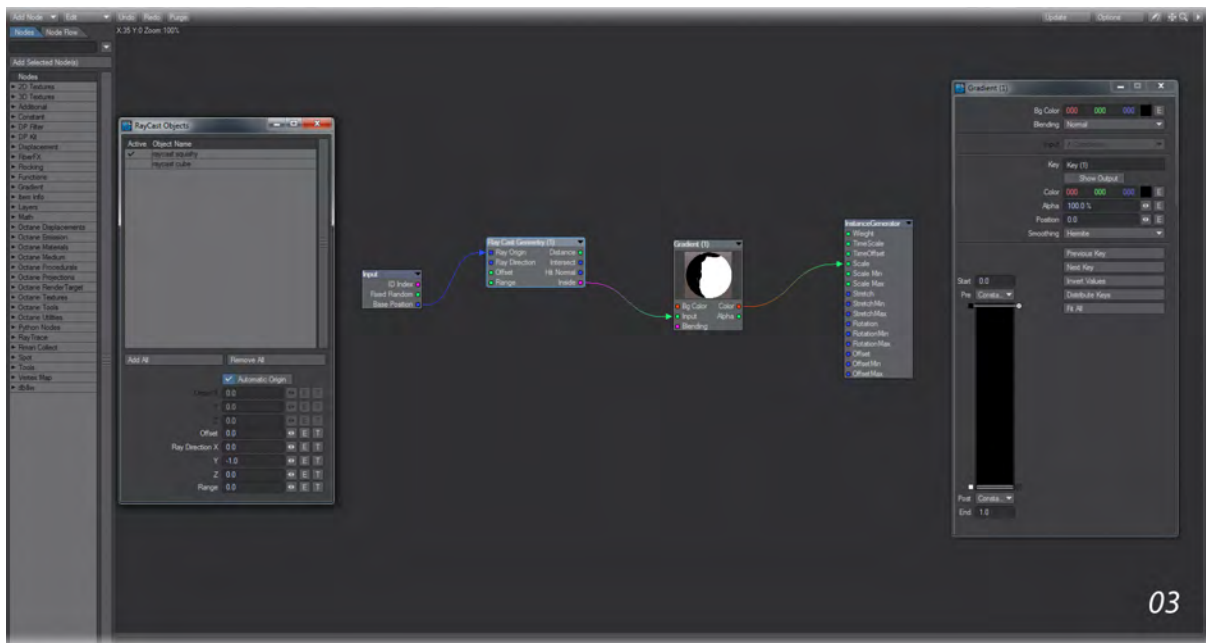 Add Node Edit Undo Redo Purge Update Options
Nodes Node Flow X:35 Y:0 Zoom: 100%
Add Selected Node(s)
Nodes
2D Textures
3D Textures
Additional
Constant
DP Filter
DP Kit
Displacement
FiberFX
Flocking
Functions
Gradient
Item Info
Layers
Math
Octane Displacements
Octane Emission
Octane Materials
Octane Medium
Octane Procedurals
Octane Projections
Octane RenderTarget
Octane Textures
Octane Tools
Octane Utilities
Python Nodes
RayTrace
Rman Collect
Spot
Tools
Vertex Map
db&w
RayCast Objects
Active Object Name
raycast squishy
raycast cube
Add All Remove All
Automatic Origin
0.0
Y 0.0
Z 0.0
Offset 0.0 E T
Ray Direction X 0.0 E T
Y -1.0 E T
Z 0.0 E T
Range 0.0 E T
Input
ID Index
Fixed Random
Base Position
Ray Cast Geometry (1)
Ray Origin Distance
Ray Direction Intersect
Offset Hit Normal
Range Inside
Gradient (1)
Bg Color Color
Input Alpha
Blending
InstanceGenerator
Weight
TimeScale
TimeOffset
Scale
Scale Min
Scale Max
Stretch
StretchMin
StretchMax
Rotation
RotationMin
RotationMax
Offset
OffsetMin
OffsetMax
Gradient (1)
Bg Color 000 000 000 E
Blending Normal
Input
Key Key (1)
Show Output
Color 000 000 000 E
Alpha 100.0 % E
Position 0.0 E
Smoothing Hermite
Previous Key
Next Key
Start 0.0 Invert Values
Pre Consta... Distribute Keys
Fit All
Post Consta...
End 1.0
03